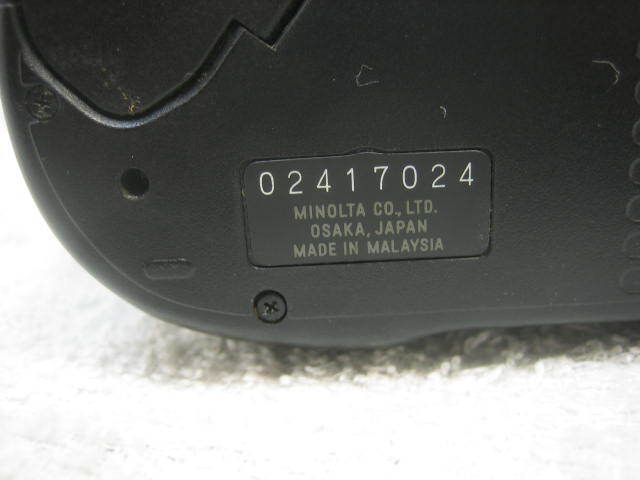 02417024
MINOLTA CO., LTD.
OSAKA, JAPAN
MADE IN MALAYSIA